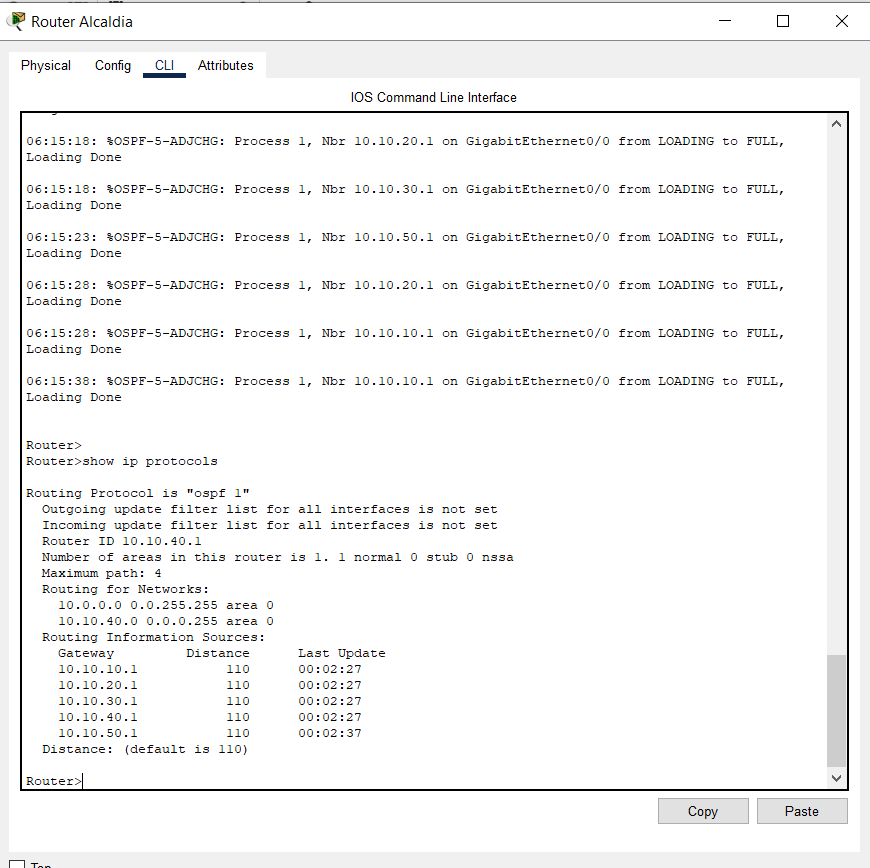 Router Alcaldia
Physical Config CLI Attributes
IOS Command Line Interface
06:15:18: %OSPF-5-ADJCHG: Process 1, Nbr 10.10.20.1 on GigabitEthernet0/0 from LOADING to FULL,
Loading Done
06:15:18: %OSPF-5-ADJCHG: Process 1, Nbr 10.10.30.1 on GigabitEthernet0/0 from LOADING to FULL,
Loading Done
06:15:23: %OSPF-5-ADJCHG: Process 1, Nbr 10.10.50.1 on GigabitEthernet0/0 from LOADING to FULL,
Loading Done
06:15:28: %OSPF-5-ADJCHG: Process 1, Nbr 10.10.20.1 on GigabitEthernet0/0 from LOADING to FULL,
Loading Done
06:15:28: %OSPF-5-ADJCHG: Process 1, Nbr 10.10.10.1 on GigabitEthernet0/0 from LOADING to FULL,
Loading Done
06:15:38: %OSPF-5-ADJCHG: Process 1, Nbr 10.10.10.1 on GigabitEthernet0/0 from LOADING to FULL,
Loading Done
Router>
Router>show ip protocols
Routing Protocol is "ospf 1"
Outgoing update filter list for all interfaces is not set
Incoming update filter list for all interfaces is not set
Router ID 10.10.40.1
Number of areas in this router is 1. 1 normal 0 stub 0 nssa
Maximum path: 4
Routing for Networks:
10.0.0.0 0.0.255.255 area 0
10.10.40.0 0.0.0.255 area 0
Routing Information Sources:
Gateway Distance Last Update
10.10.10.1 110 00:02:27
10.10.20.1 110 00:02:27
10.10.30.1 110 00:02:27
10.10.40.1 110 00:02:27
10.10.50.1 110 00:02:37
Distance: (default is 110)
Router>
Copy Paste